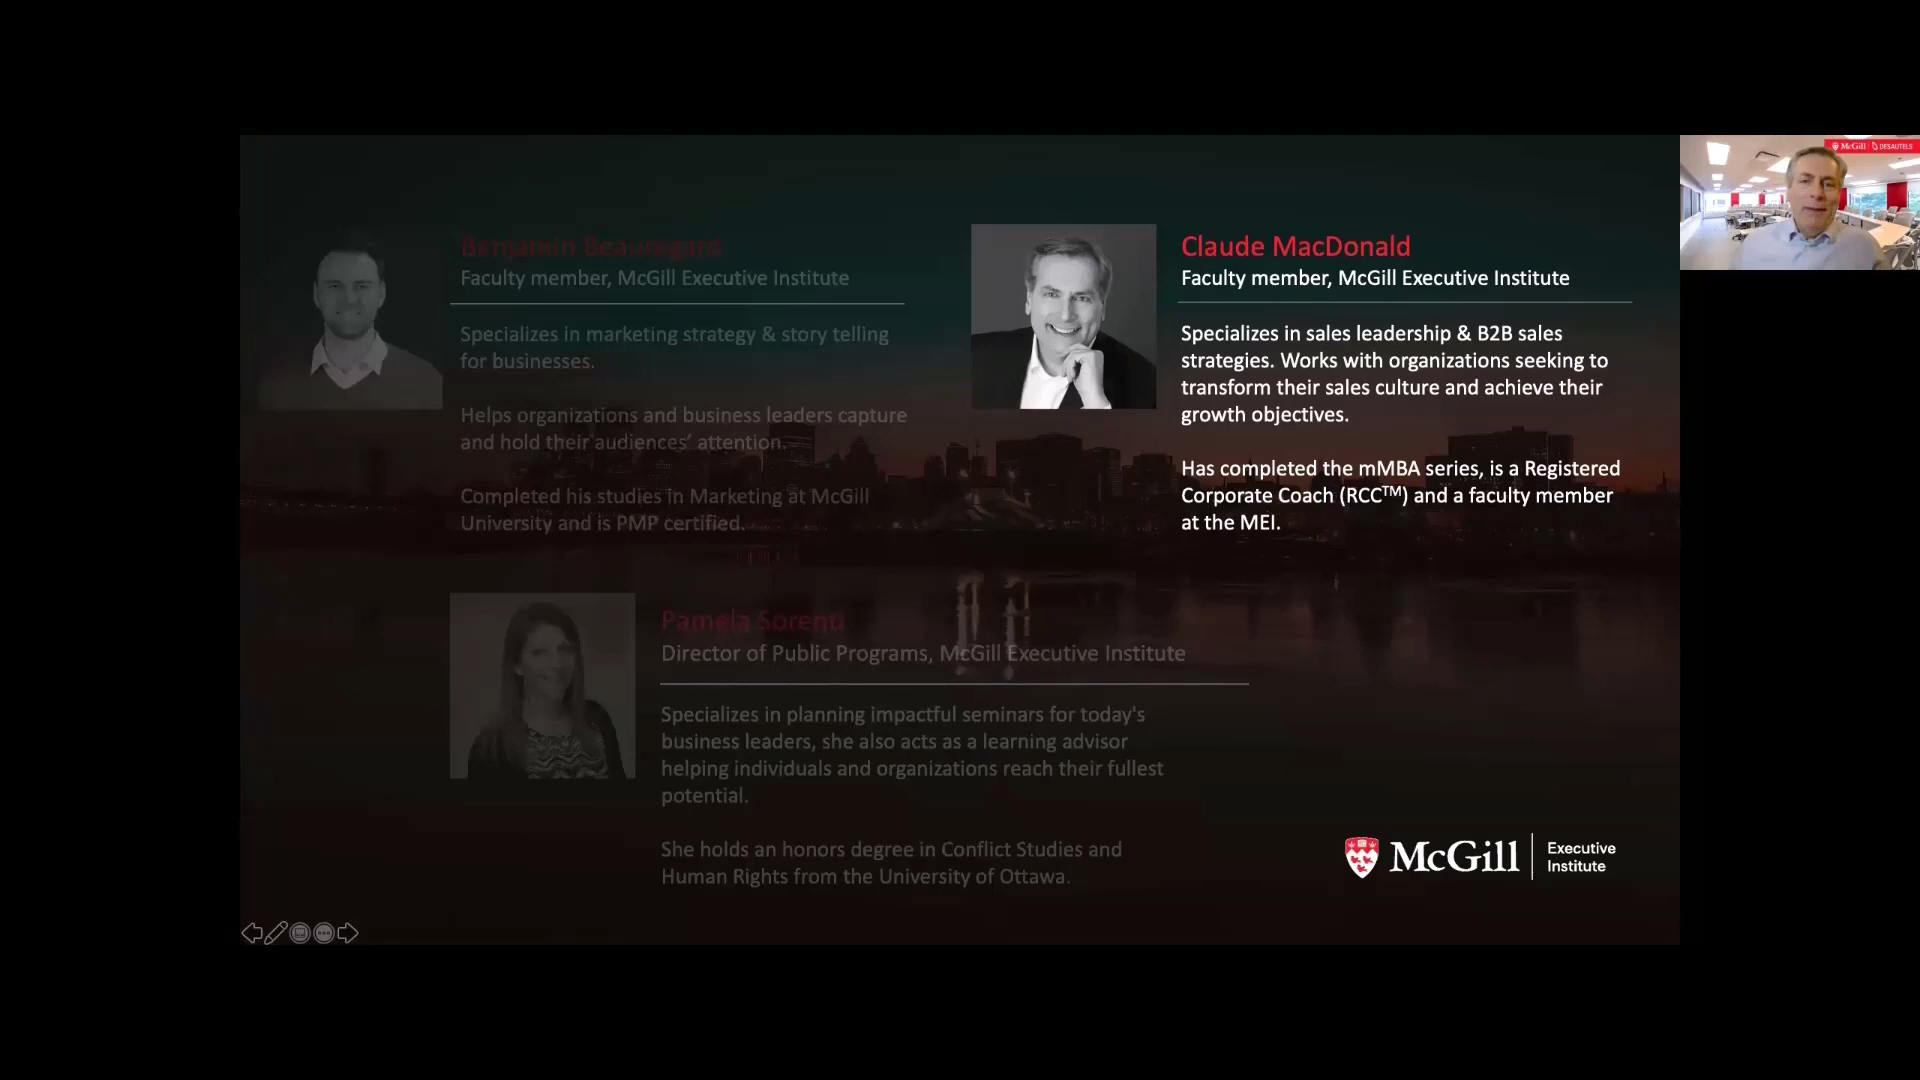 McGill DESAUTELS
Benjamin Beauregard
Faculty member, McGill Executive Institute
Specializes in marketing strategy & story telling
for businesses.
Helps organizations and business leaders capture
and hold their audiences’ attention.
Completed his studies in Marketing at McGill
University and is PMP certified.
Claude MacDonald
Faculty member, McGill Executive Institute
Specializes in sales leadership & B2B sales
strategies. Works with organizations seeking to
transform their sales culture and achieve their
growth objectives.
Has completed the mMBA series, is a Registered
Corporate Coach (RCC™) and a faculty member
at the MEI.
Pamela Sorenti
Director of Public Programs, McGill Executive Institute
Specializes in planning impactful seminars for today's
business leaders, she also acts as a learning advisor
helping individuals and organizations reach their fullest
potential.
She holds an honors degree in Conflict Studies and
Human Rights from the University of Ottawa.
McGill
Executive
Institute